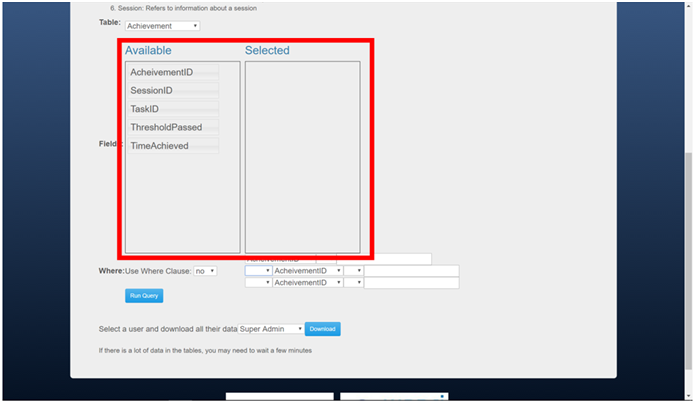 6. Session: Refers to information about a session
Table: Achievement
Available Selected
AcheivementID
SessionID
TaskID
ThresholdPassed
Fields:
TimeAchieved
Where: Use Where Clause: no
AcheivementID
AcheivementID
Run Query
Select a user and download all their data Super Admin Download
If there is a lot of data in the tables, you may need to wait a few minutes